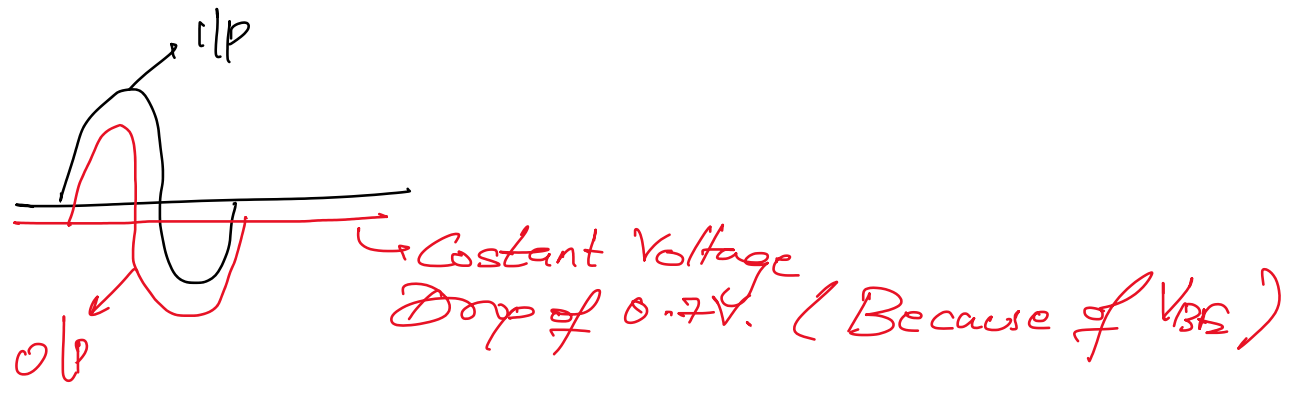 I/P
Costant Voltage
Drop of 0.7V. (Because of VBE)
O/P